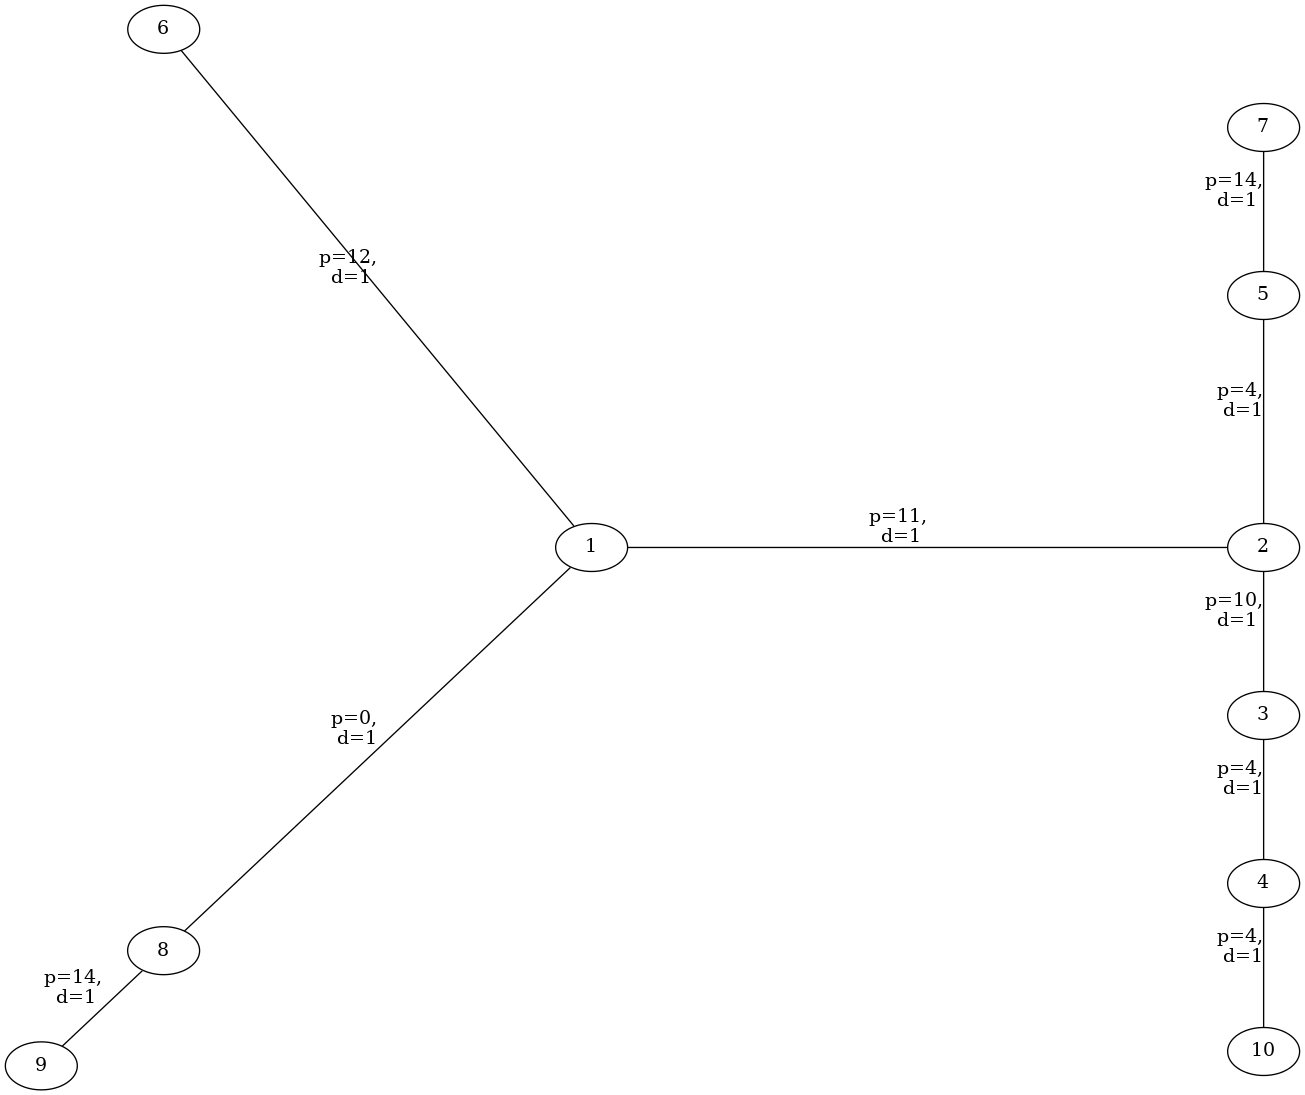 6
7
p=14,
d=1
p=12,
d=1
5
p=4,
d=1
p=11,
d=1
1
2
p=10,
d=1
p=0,
d=1
3
p=4,
d=1
4
p=4,
d=1
8
p=14,
d=1
9
10